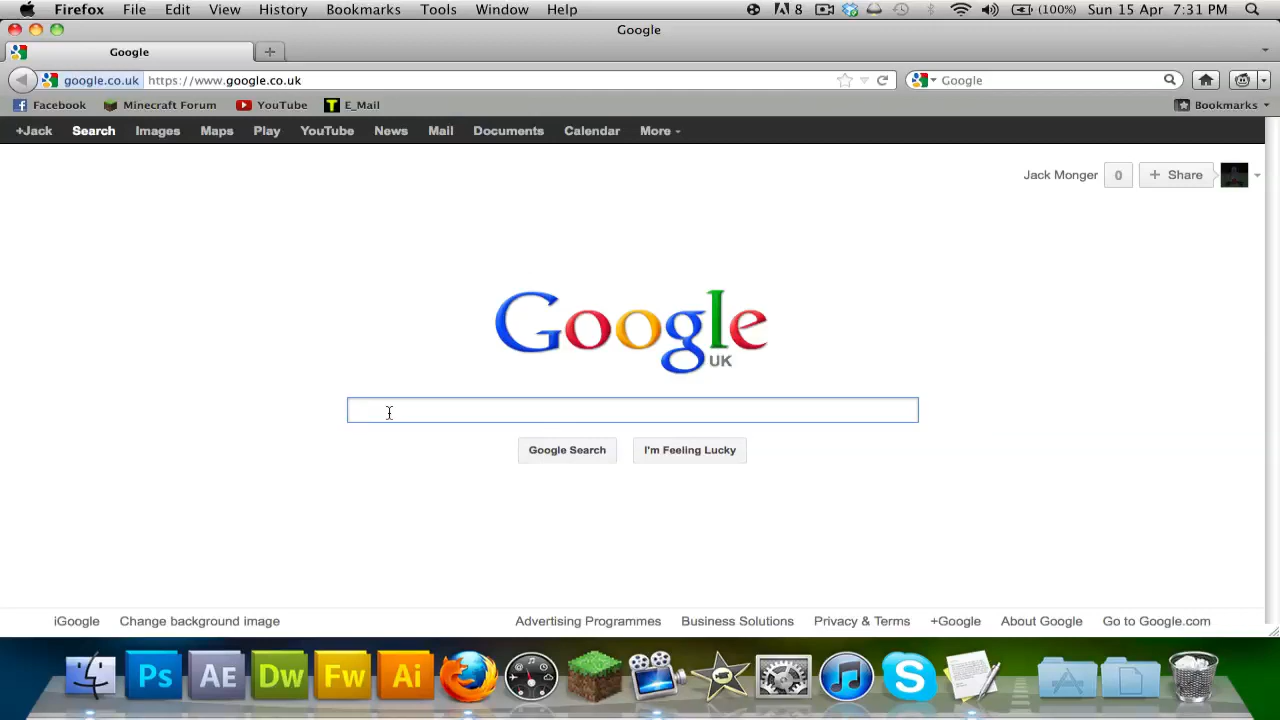 Firefox File Edit View History Bookmarks Tools Window Help 8 (100%) Sun 15 Apr 7:31 PM
Google
Google
google.co.uk https://www.google.co.uk Google
Facebook Minecraft Forum YouTube T E_Mail Bookmarks
+Jack Search Images Maps Play YouTube News Mail Documents Calendar More
Jack Monger 0 + Share
Google
UK
Google Search I'm Feeling Lucky
iGoogle Change background image Advertising Programmes Business Solutions Privacy & Terms +Google About Google Go to Google.com
Ps AE Dw Fw Ai S